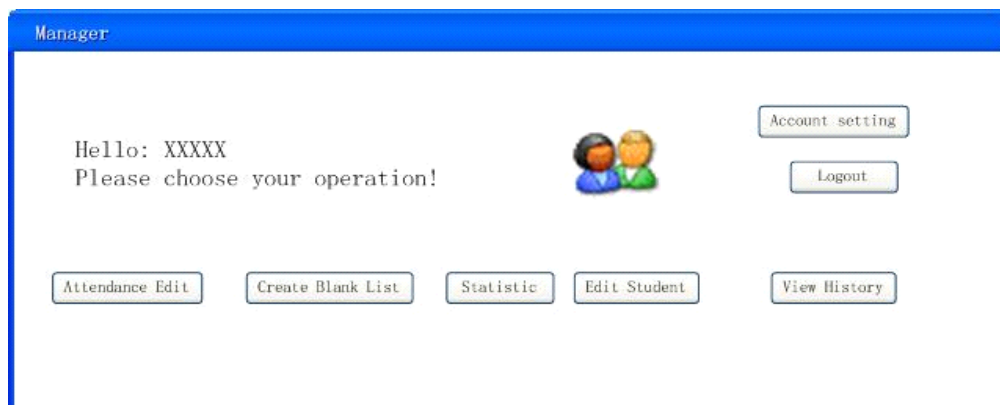 Manager
Account setting
Hello: XXXXX
Please choose your operation!
Logout
Attendance Edit
Create Blank List
Statistic
Edit Student
View History